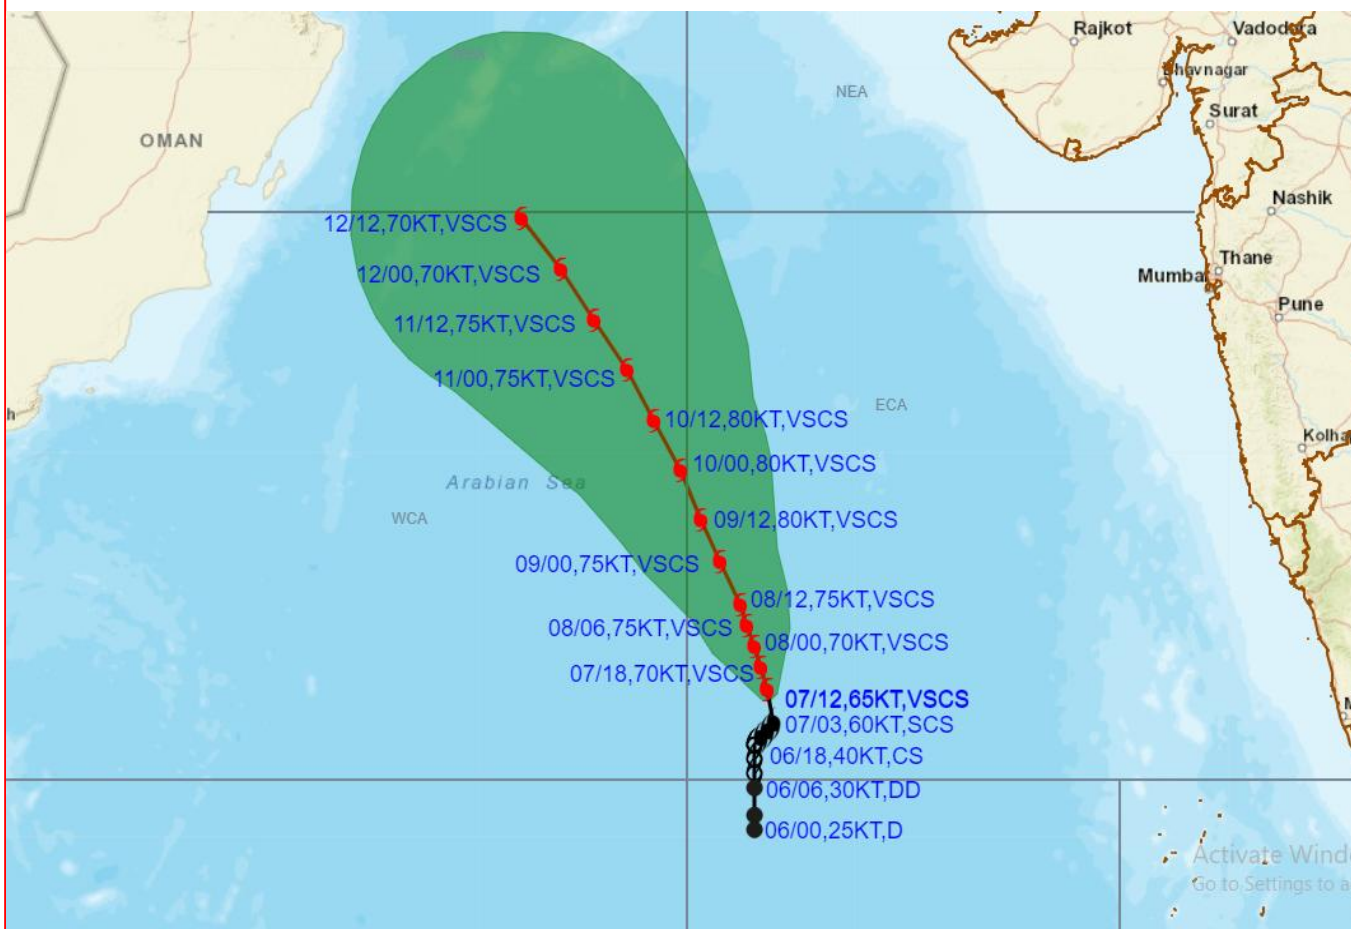 Rajkot
Vadodara
Bhavnagar
NEA
Surat
OMAN
Nashik
12/12,70KT,VSCS
Thane
12/00,70KT,VSCS
Mumbai
Pune
11/12,75KT,VSCS
11/00,75KT,VSCS
h
ECA
10/12,80KT,VSCS
Kolha
10/00,80KT,VSCS
Arabian Sea
WCA
09/12,80KT,VSCS
09/00,75KT,VSCS
08/12,75KT,VSCS
08/06,75KT,VSCS
08/00,70KT,VSCS
07/18,70KT,VSCS
07/12,65KT,VSCS
M
07/03,60KT,SCS
06/18,40KT,CS
06/06,30KT,DD
06/00,25KT,D
Activate Wind
Go to Settings to a